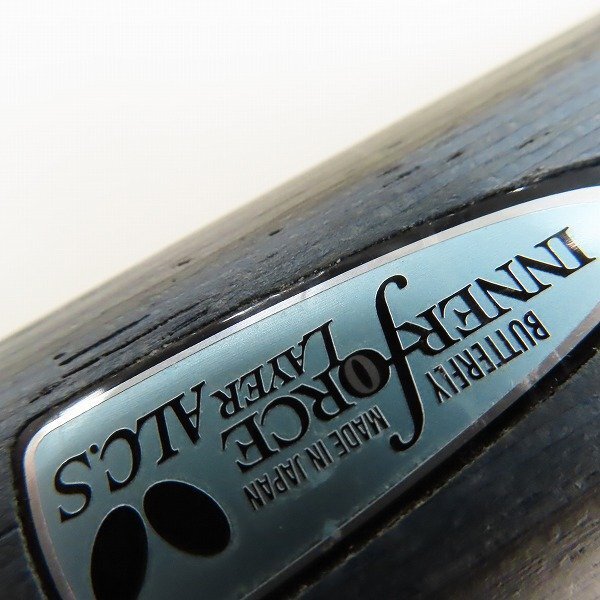 BUTTERFLY
INNERFORCE
LAYER ALC.S
MADE IN JAPAN